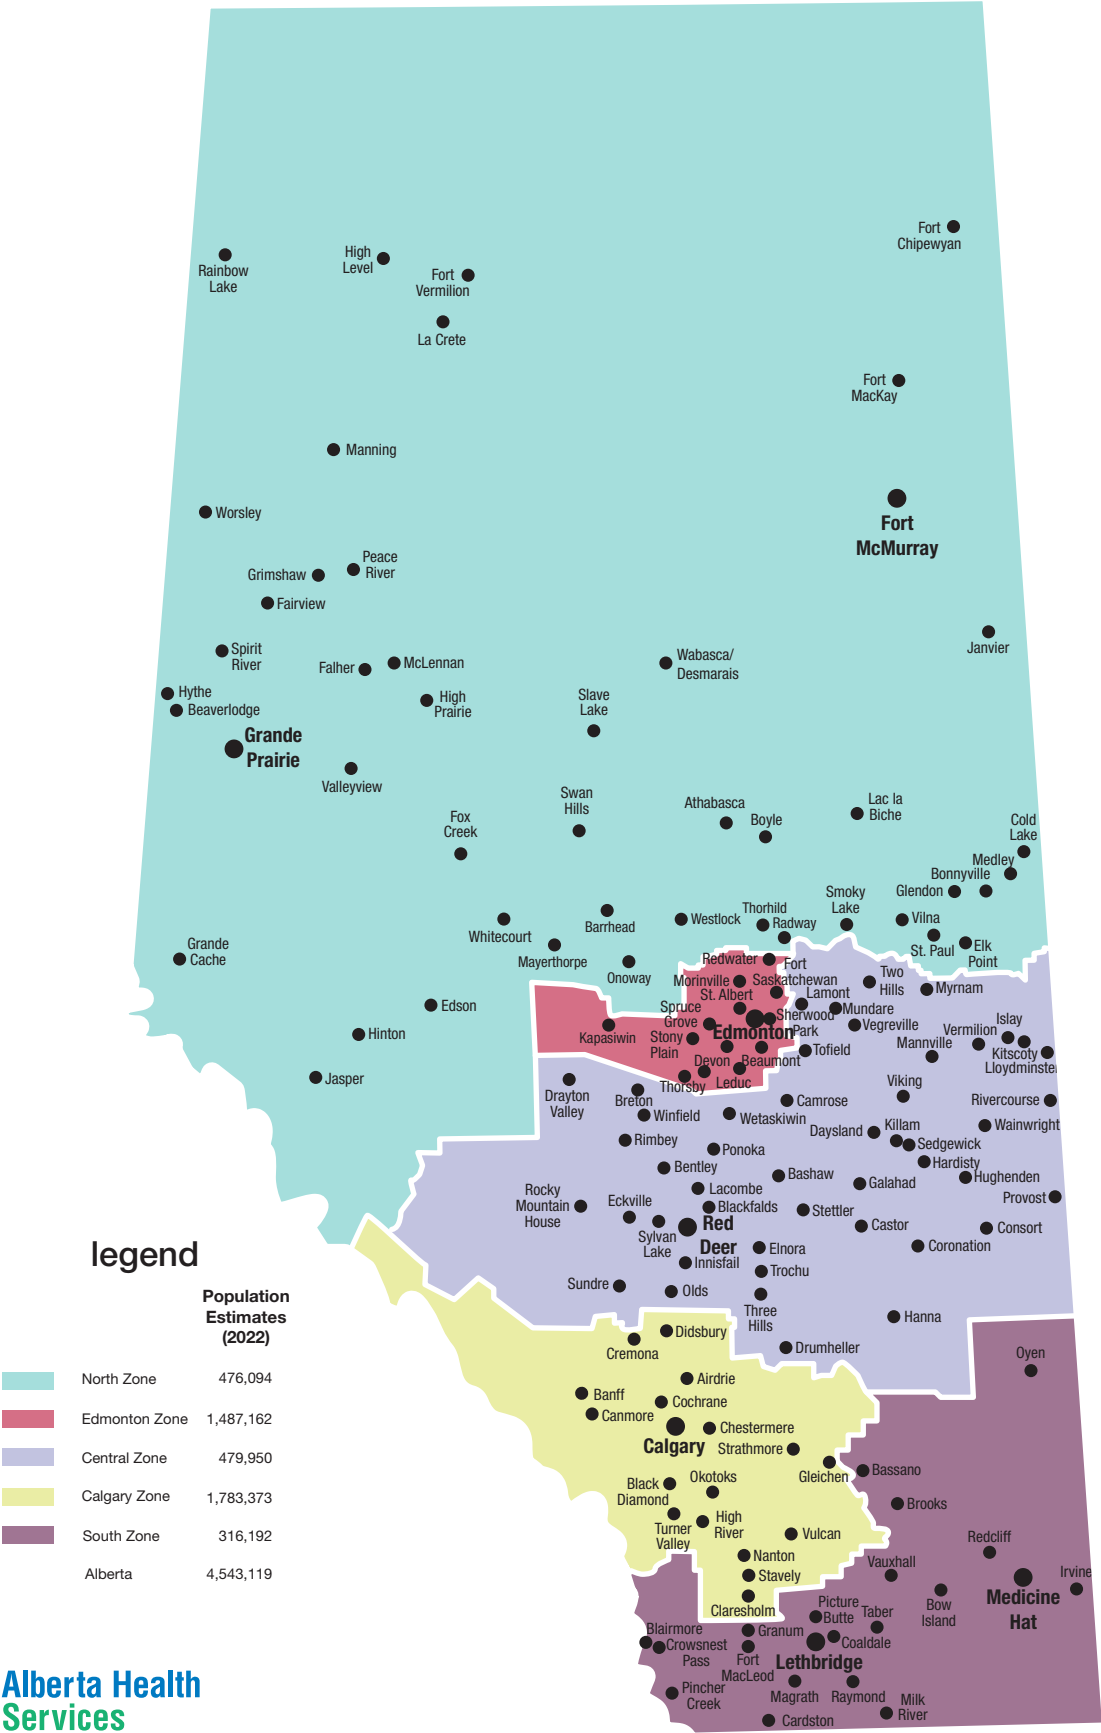 Fort
Chipewyan
Rainbow
Lake
High
Level
Fort
Vermilion
La Crete
Fort
MacKay
Manning
Worsley
Fort
McMurray
Peace
River
Grimshaw
Fairview
Janvier
Spirit
River
Falher
McLennan
Wabasca/
Desmarais
Hythe
Beaverlodge
High
Prairie
Slave
Lake
Grande
Prairie
Valleyview
Swan
Hills
Athabasca
Boyle
Lac la
Biche
Fox
Creek
Cold
Lake
Medley
Bonnyville
Glendon
Smoky
Lake
Vilna
Thorhild
Radway
Westlock
Barrhead
Whitecourt
Mayerthorpe
Onoway
St. Paul
Elk
Point
Grande
Cache
Edson
Hinton
Jasper
Redwater
Fort
Saskatchewan
Morinville
St. Albert
Lamont
Two
Hills
Myrnam
Spruce
Grove
Edmonton
Sherwood
Park
Mundare
Vegreville
Kapasiwin
Stony
Plain
Devon
Beaumont
Tofield
Mannville
Vermilion
Islay
Kitscoty
Lloydminster
Thorsby
Leduc
Drayton
Valley
Breton
Winfield
Wetaskiwin
Camrose
Viking
Rivercourse
Wainwright
Rimbey
Ponoka
Daysland
Killam
Sedgewick
Hardisty
Hughenden
Provost
Bentley
Bashaw
Galahad
Lacombe
Blackfalds
Rocky
Mountain
House
Eckville
Sylvan
Lake
Red
Deer
Stettler
Castor
Consort
Coronation
Elnora
Innisfail
Trochu
Sundre
Olds
Three
Hills
Hanna
Drumheller
Didsbury
Cremona
Oyen
Airdrie
Banff
Canmore
Cochrane
Calgary
Chestermere
Strathmore
Gleichen
Bassano
Black
Diamond
Okotoks
Brooks
Turner
Valley
High
River
Vulcan
Redcliff
Nanton
Stavely
Vauxhall
Irvine
Medicine
Hat
Claresholm
Bow
Island
Picture
Butte
Taber
Granum
Coaldale
Blairmore
Crowsnest
Pass
Fort
MacLeod
Lethbridge
Pincher
Creek
Magrath
Raymond
Milk
River
Cardston
legend
Population
Estimates
(2022)
North Zone 476,094
Edmonton Zone 1,487,162
Central Zone 479,950
Calgary Zone 1,783,373
South Zone 316,192
Alberta 4,543,119
Alberta Health
Services